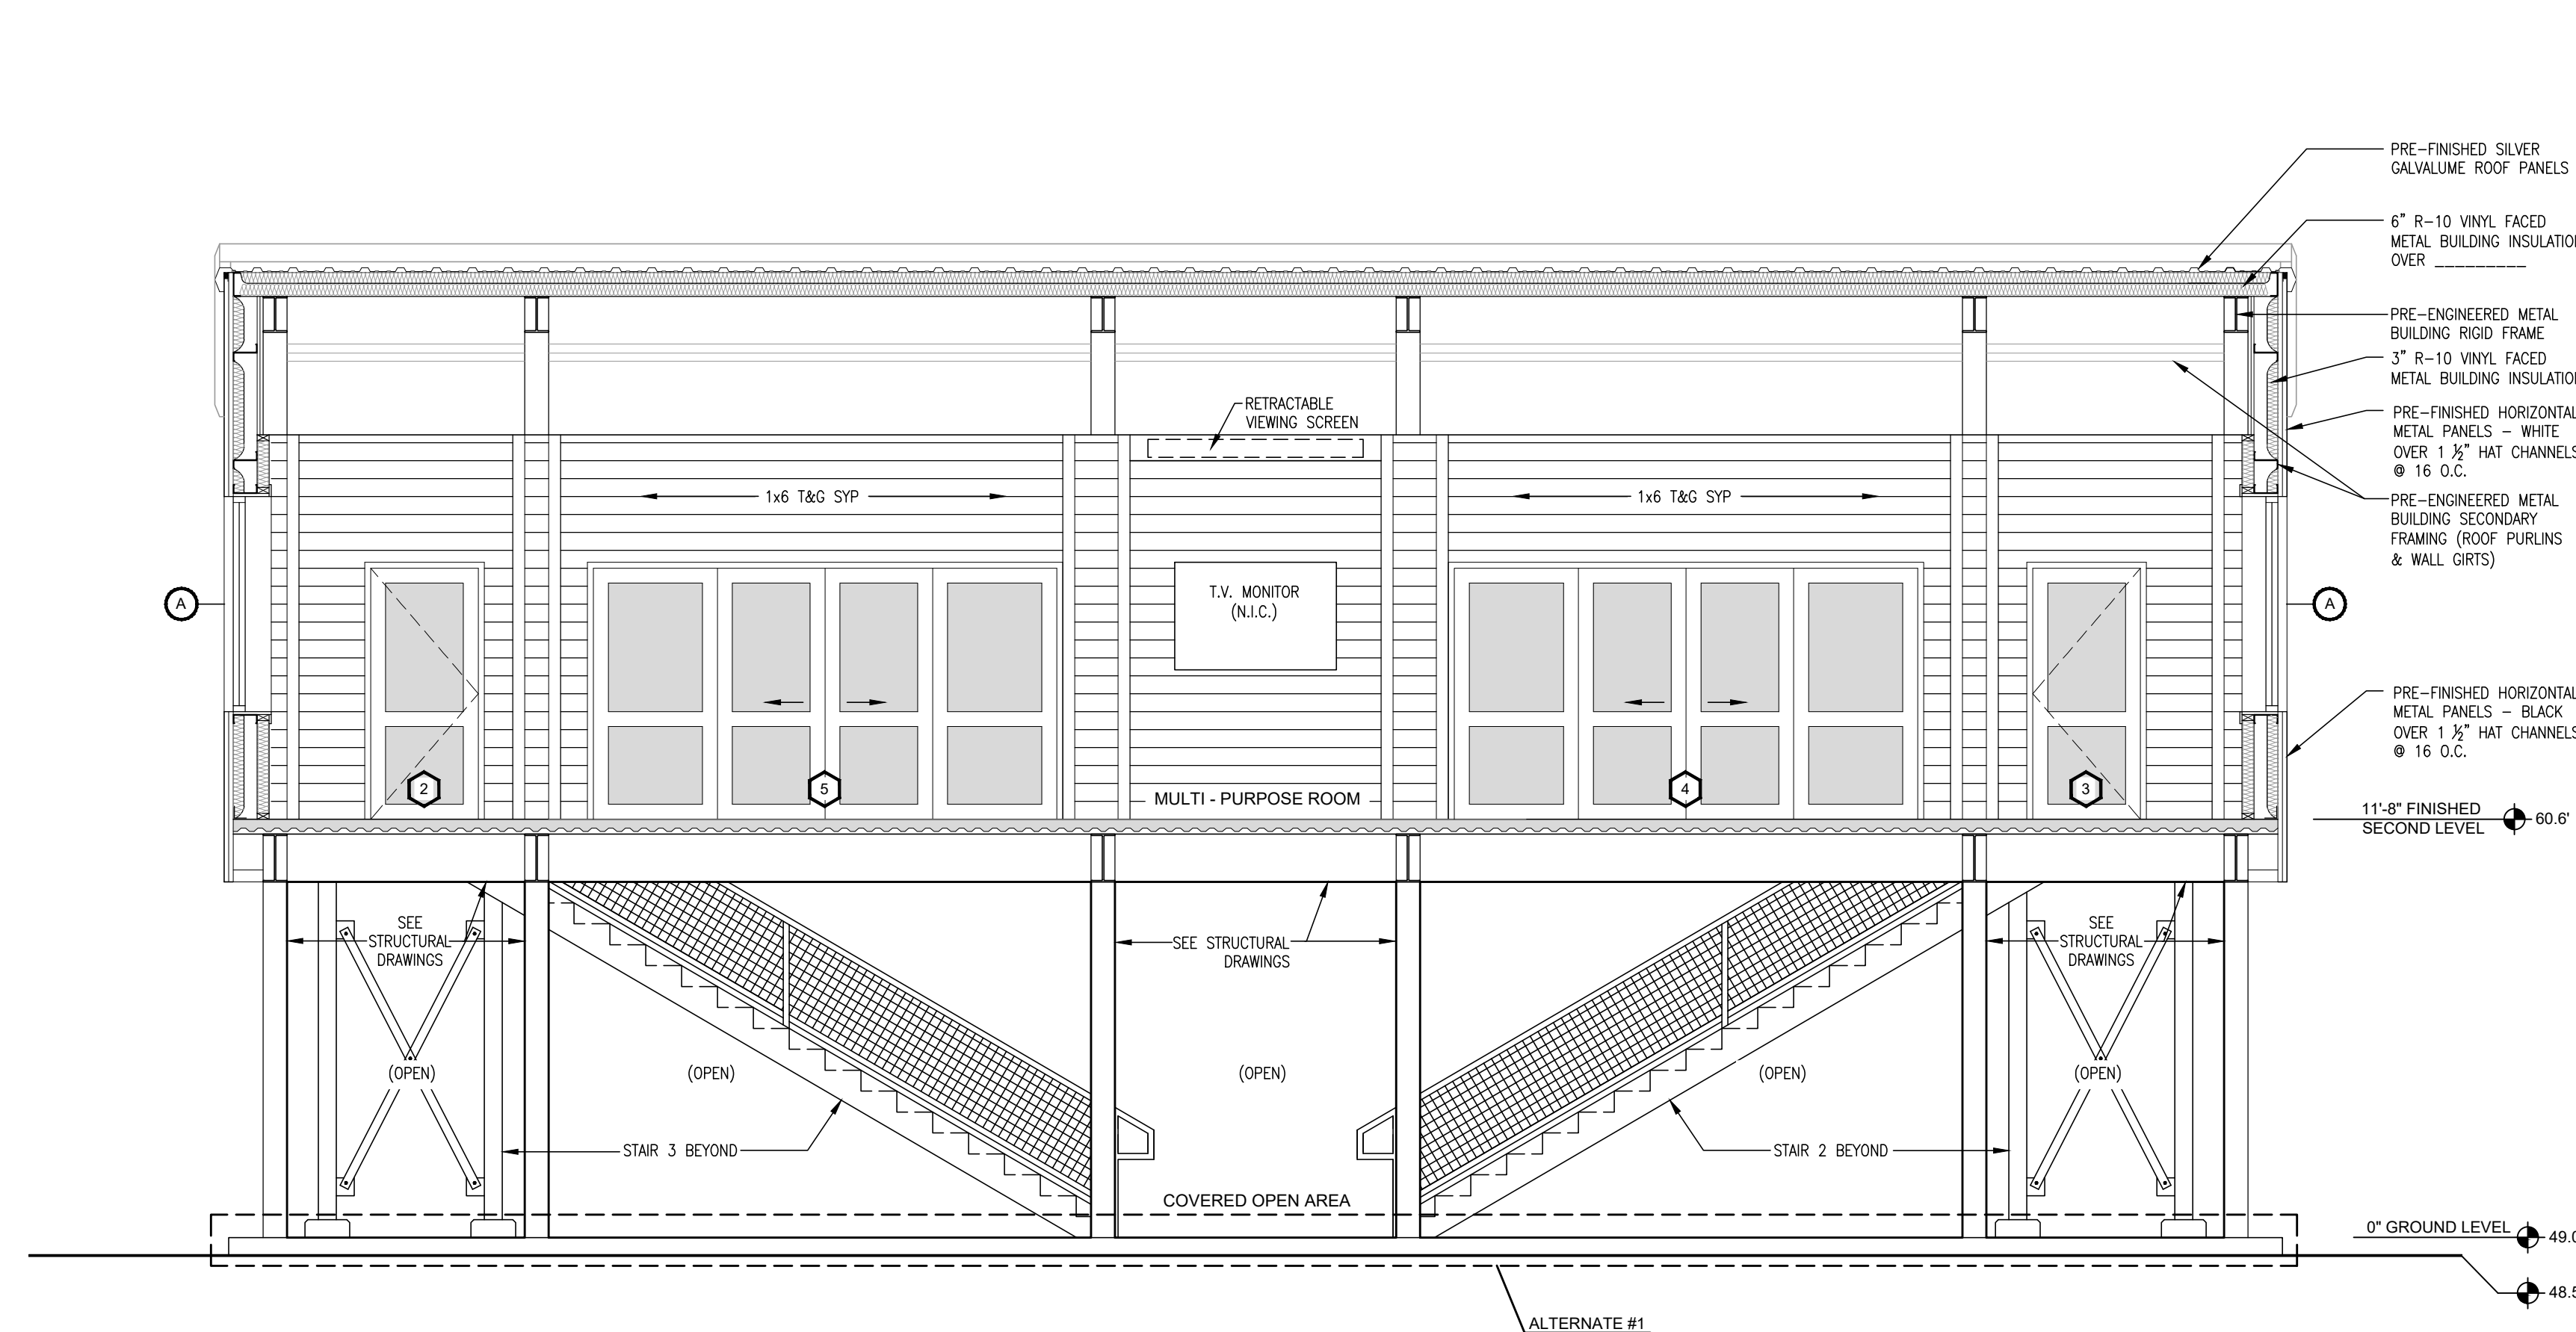 PRE-FINISHED SILVER
GALVALUME ROOF PANELS
6" R-10 VINYL FACED
METAL BUILDING INSULATION
OVER _________
PRE-ENGINEERED METAL
BUILDING RIGID FRAME
3" R-10 VINYL FACED
METAL BUILDING INSULATION
PRE-FINISHED HORIZONTAL
METAL PANELS - WHITE
OVER 1 ½" HAT CHANNELS
@ 16 O.C.
PRE-ENGINEERED METAL
BUILDING SECONDARY
FRAMING (ROOF PURLINS
& WALL GIRTS)
RETRACTABLE
VIEWING SCREEN
1x6 T&G SYP
1x6 T&G SYP
A
T.V. MONITOR
(N.I.C.)
A
PRE-FINISHED HORIZONTAL
METAL PANELS - BLACK
OVER 1 ½" HAT CHANNELS
@ 16 O.C.
2
5
MULTI - PURPOSE ROOM
4
3
11'-8" FINISHED
SECOND LEVEL
60.6'
SEE
STRUCTURAL
DRAWINGS
SEE STRUCTURAL
DRAWINGS
SEE
STRUCTURAL
DRAWINGS
(OPEN)
(OPEN)
(OPEN)
(OPEN)
(OPEN)
STAIR 3 BEYOND
STAIR 2 BEYOND
COVERED OPEN AREA
0" GROUND LEVEL
49.0
48.5
ALTERNATE #1